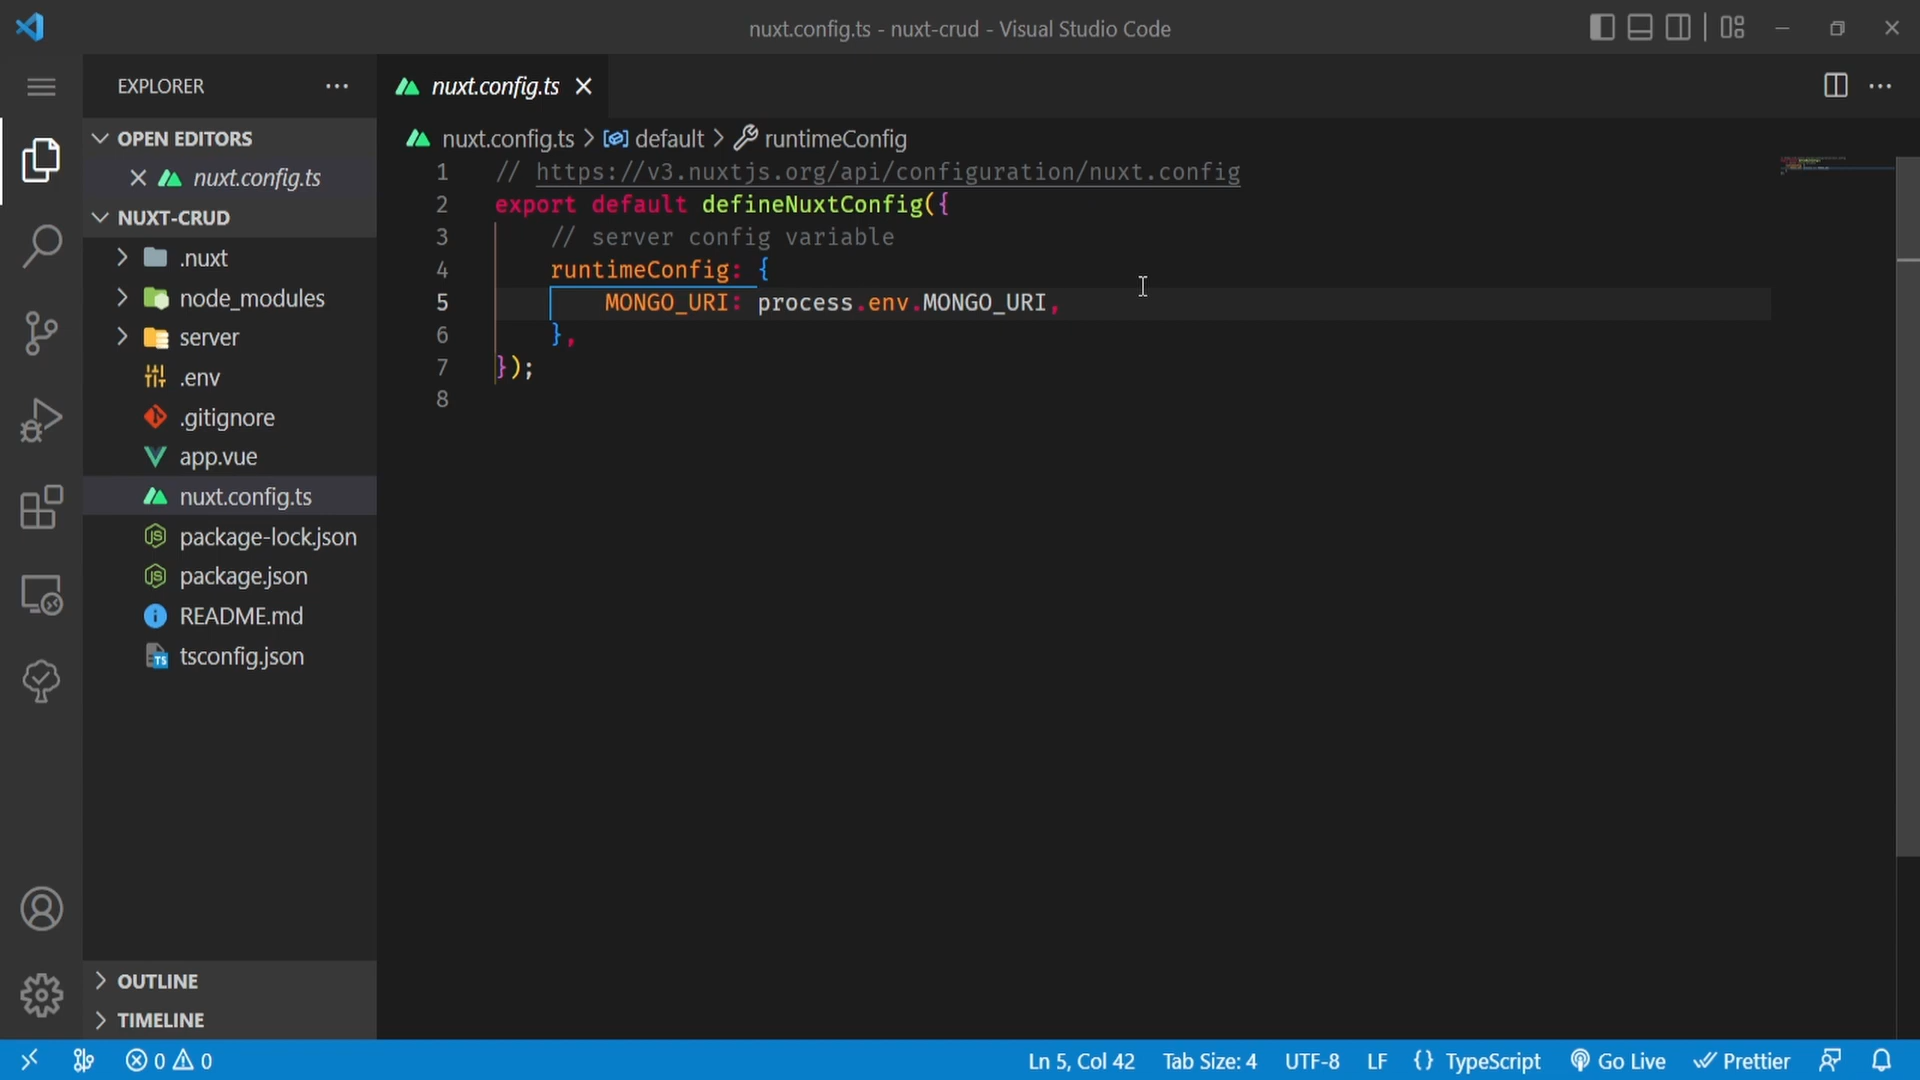 nuxt.config.ts - nuxt-crud - Visual Studio Code
EXPLORER
OPEN EDITORS
nuxt.config.ts
NUXT-CRUD
.nuxt
node_modules
server
.env
.gitignore
app.vue
nuxt.config.ts
package-lock.json
package.json
README.md
tsconfig.json
OUTLINE
TIMELINE
nuxt.config.ts
nuxt.config.ts > default > runtimeConfig
1 // https://v3.nuxtjs.org/api/configuration/nuxt.config
2 export default defineNuxtConfig({
3 // server config variable
4 runtimeConfig: {
5 MONGO_URI: process.env.MONGO_URI,
6 },
7 });
8
0 0
Ln 5, Col 42
Tab Size: 4
UTF-8
LF
{} TypeScript
Go Live
Prettier